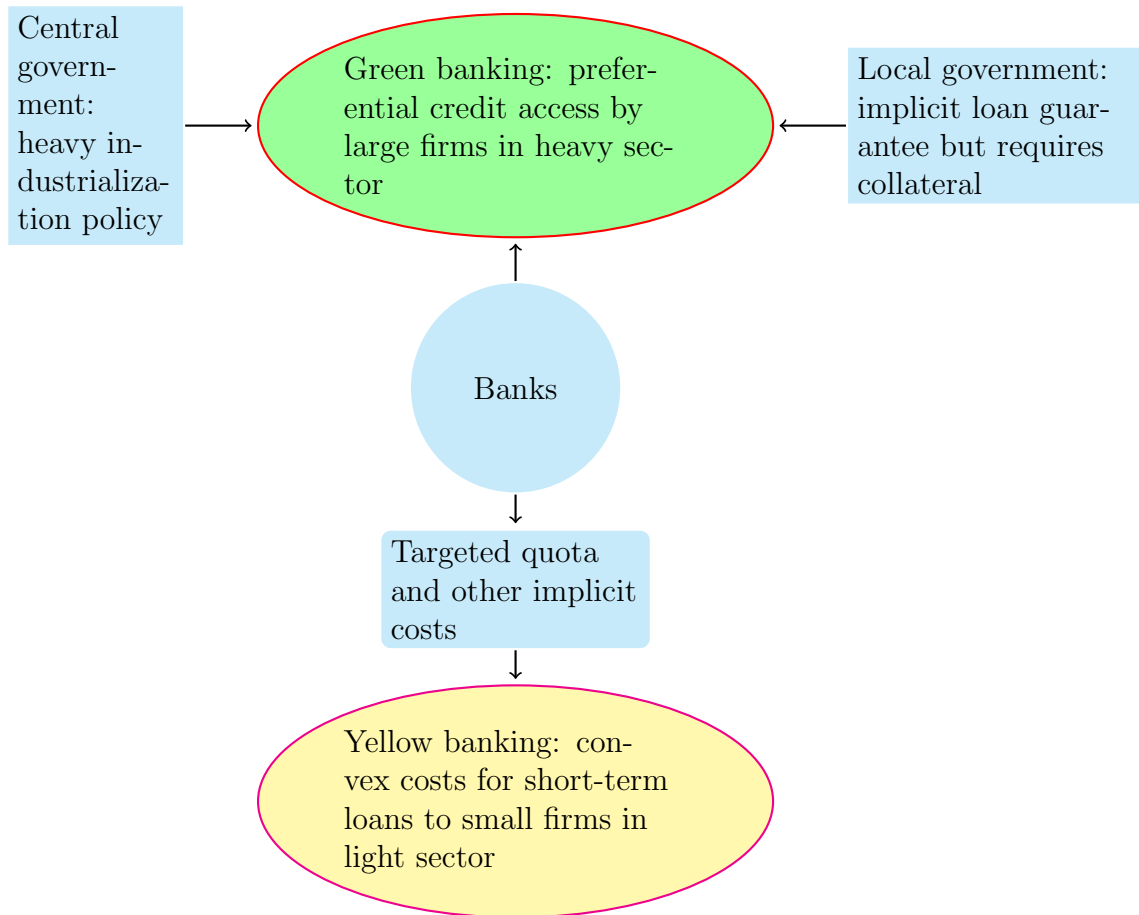 Central
govern-
ment:
heavy in-
dustrializa-
tion policy
Green banking: prefer-
ential credit access by
large firms in heavy sec-
tor
Local government:
implicit loan guar-
antee but requires
collateral
Banks
Targeted quota
and other implicit
costs
Yellow banking: con-
vex costs for short-term
loans to small firms in
light sector